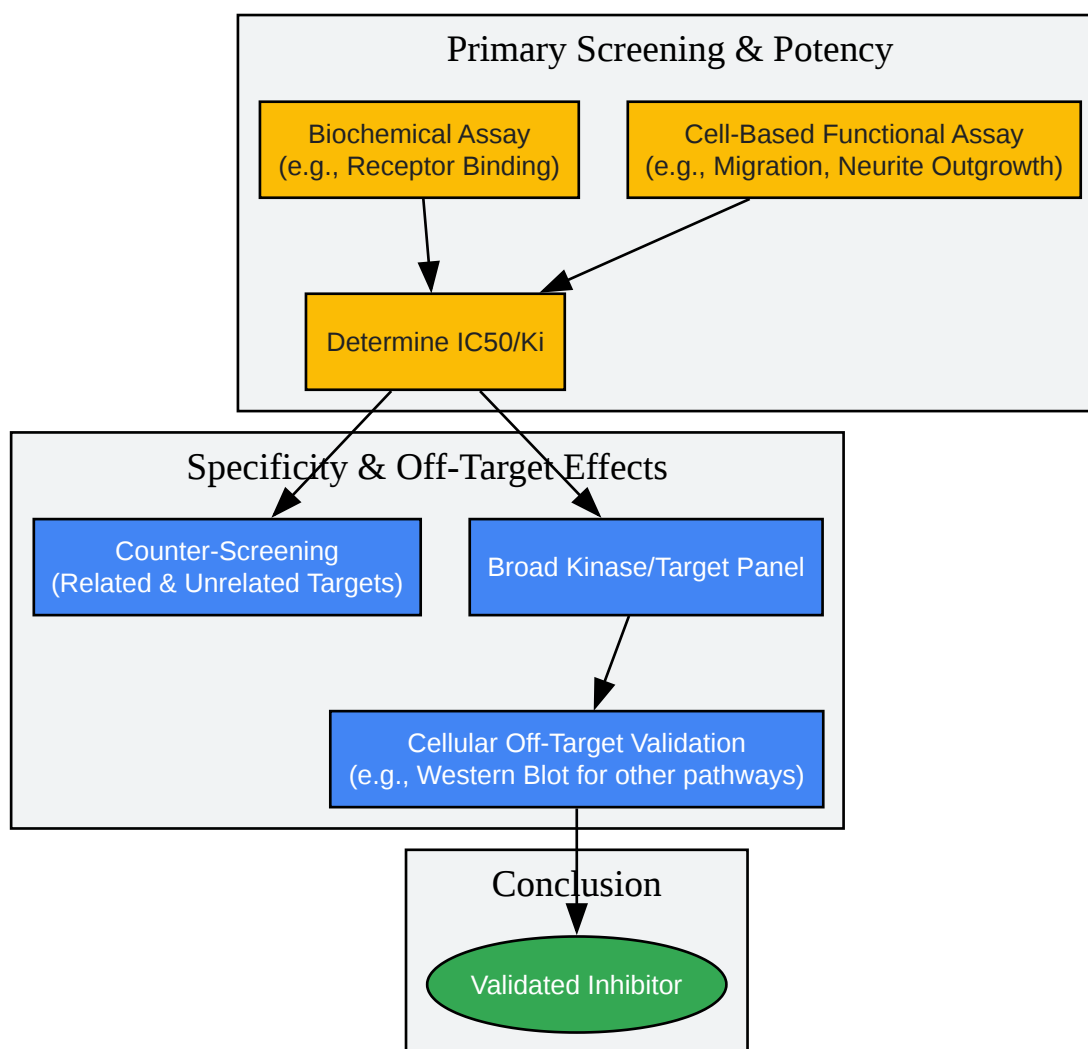 Primary Screening & Potency
Biochemical Assay
(e.g., Receptor Binding)
Cell-Based Functional Assay
(e.g., Migration, Neurite Outgrowth)
Determine IC50/Ki
Specificity & Off-Target Effects
Counter-Screening
(Related & Unrelated Targets)
Broad Kinase/Target Panel
Cellular Off-Target Validation
(e.g., Western Blot for other pathways)
Conclusion
Validated Inhibitor